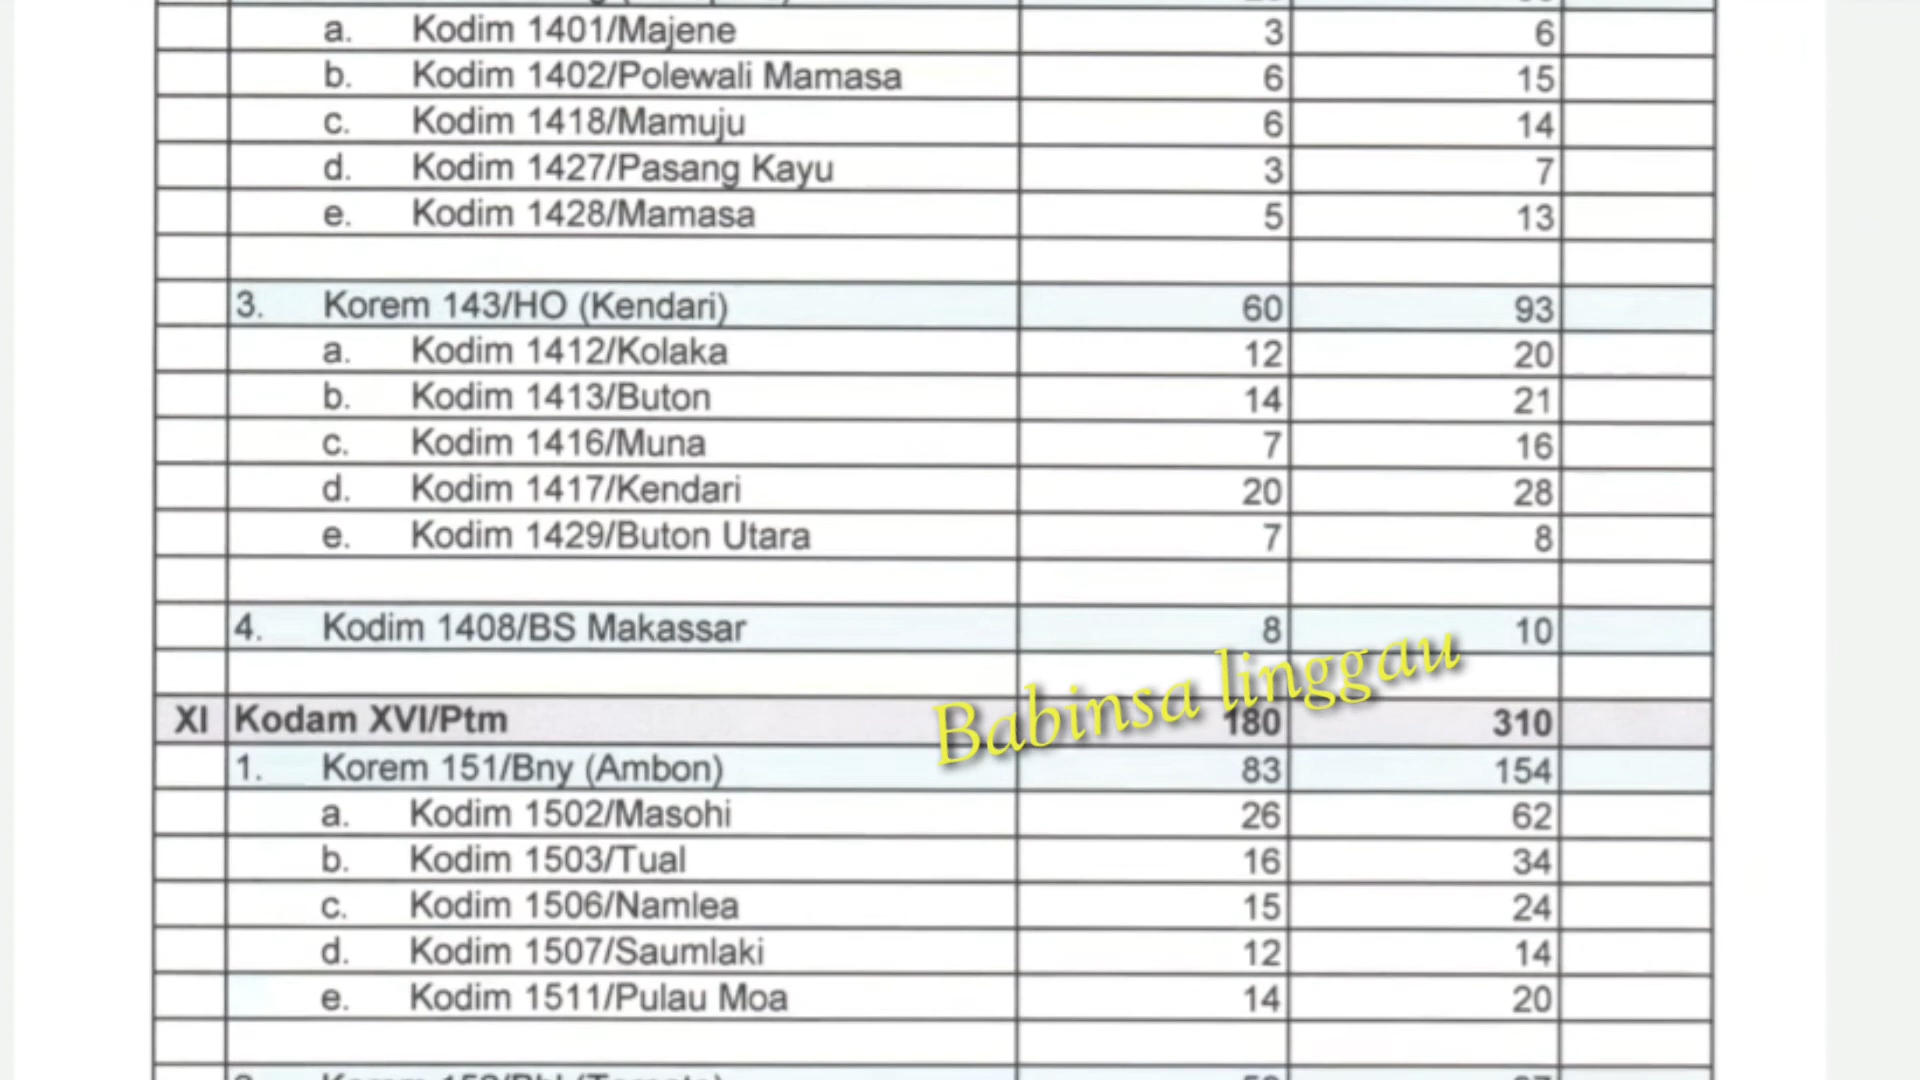 a. Kodim 1401/Majene 3 6
b. Kodim 1402/Polewali Mamasa 6 15
c. Kodim 1418/Mamuju 6 14
d. Kodim 1427/Pasang Kayu 3 7
e. Kodim 1428/Mamasa 5 13
3. Korem 143/HO (Kendari) 60 93
a. Kodim 1412/Kolaka 12 20
b. Kodim 1413/Buton 14 21
c. Kodim 1416/Muna 7 16
d. Kodim 1417/Kendari 20 28
e. Kodim 1429/Buton Utara 7 8
4. Kodim 1408/BS Makassar 8 10
Babinsa linggau
XI Kodam XVI/Ptm 180 310
1. Korem 151/Bny (Ambon) 83 154
a. Kodim 1502/Masohi 26 62
b. Kodim 1503/Tual 16 34
c. Kodim 1506/Namlea 15 24
d. Kodim 1507/Saumlaki 12 14
e. Kodim 1511/Pulau Moa 14 20